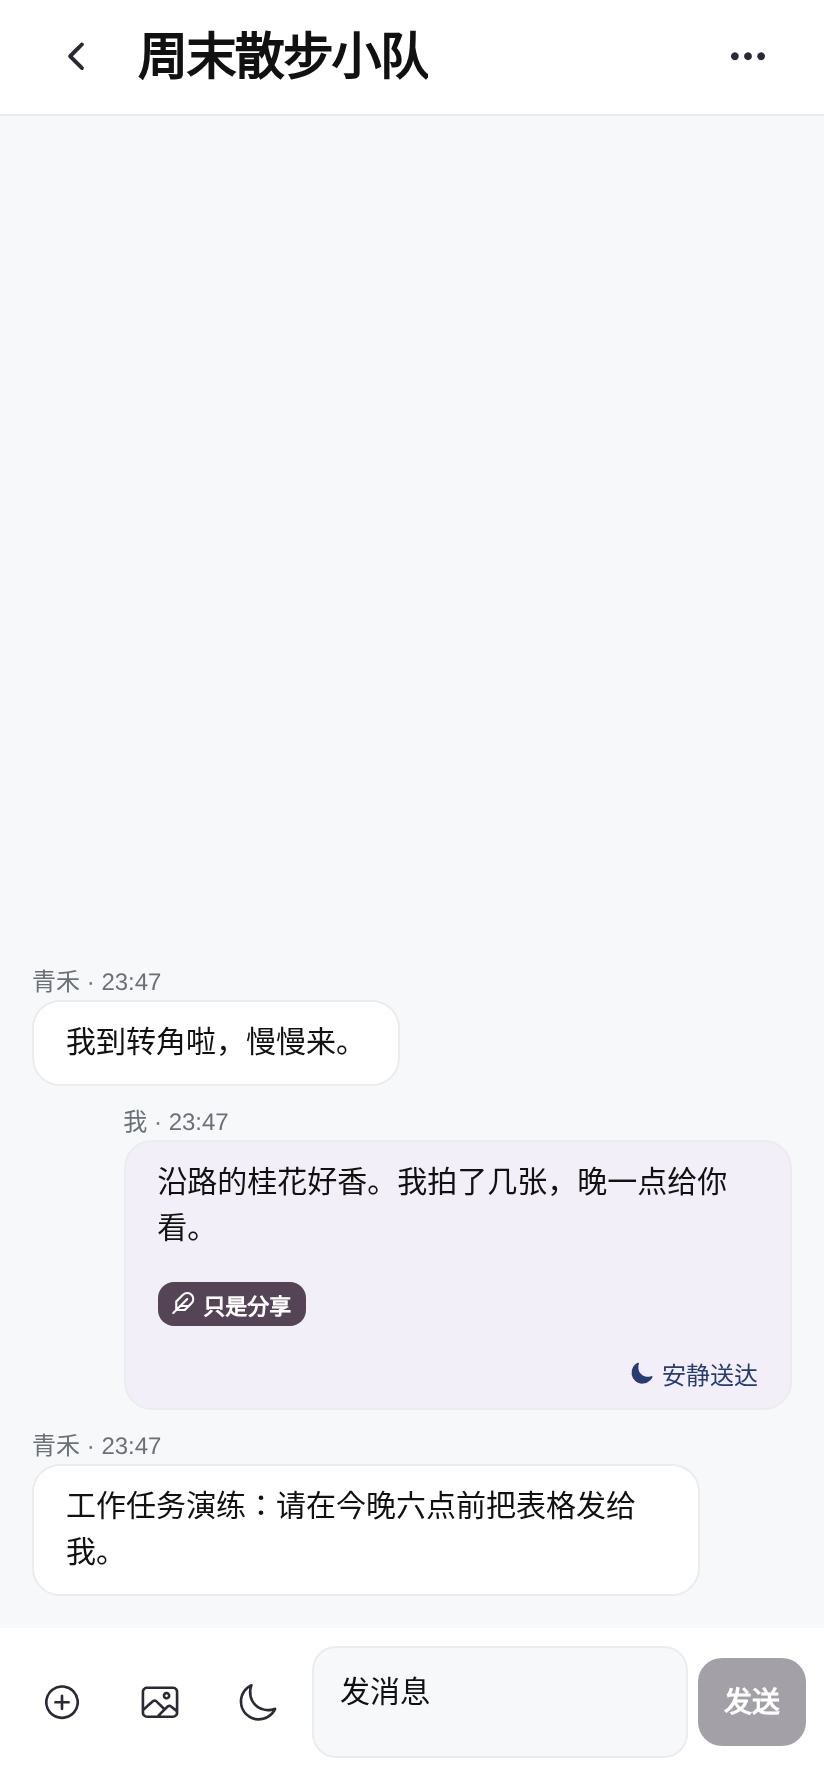 周末散步小队
青禾 · 23:47
我到转角啦，慢慢来。
我 · 23:47
沿路的桂花好香。我拍了几张，晚一点给你
看。
只是分享
安静送达
青禾 · 23:47
工作任务演练：请在今晚六点前把表格发给
我。
发消息
发送